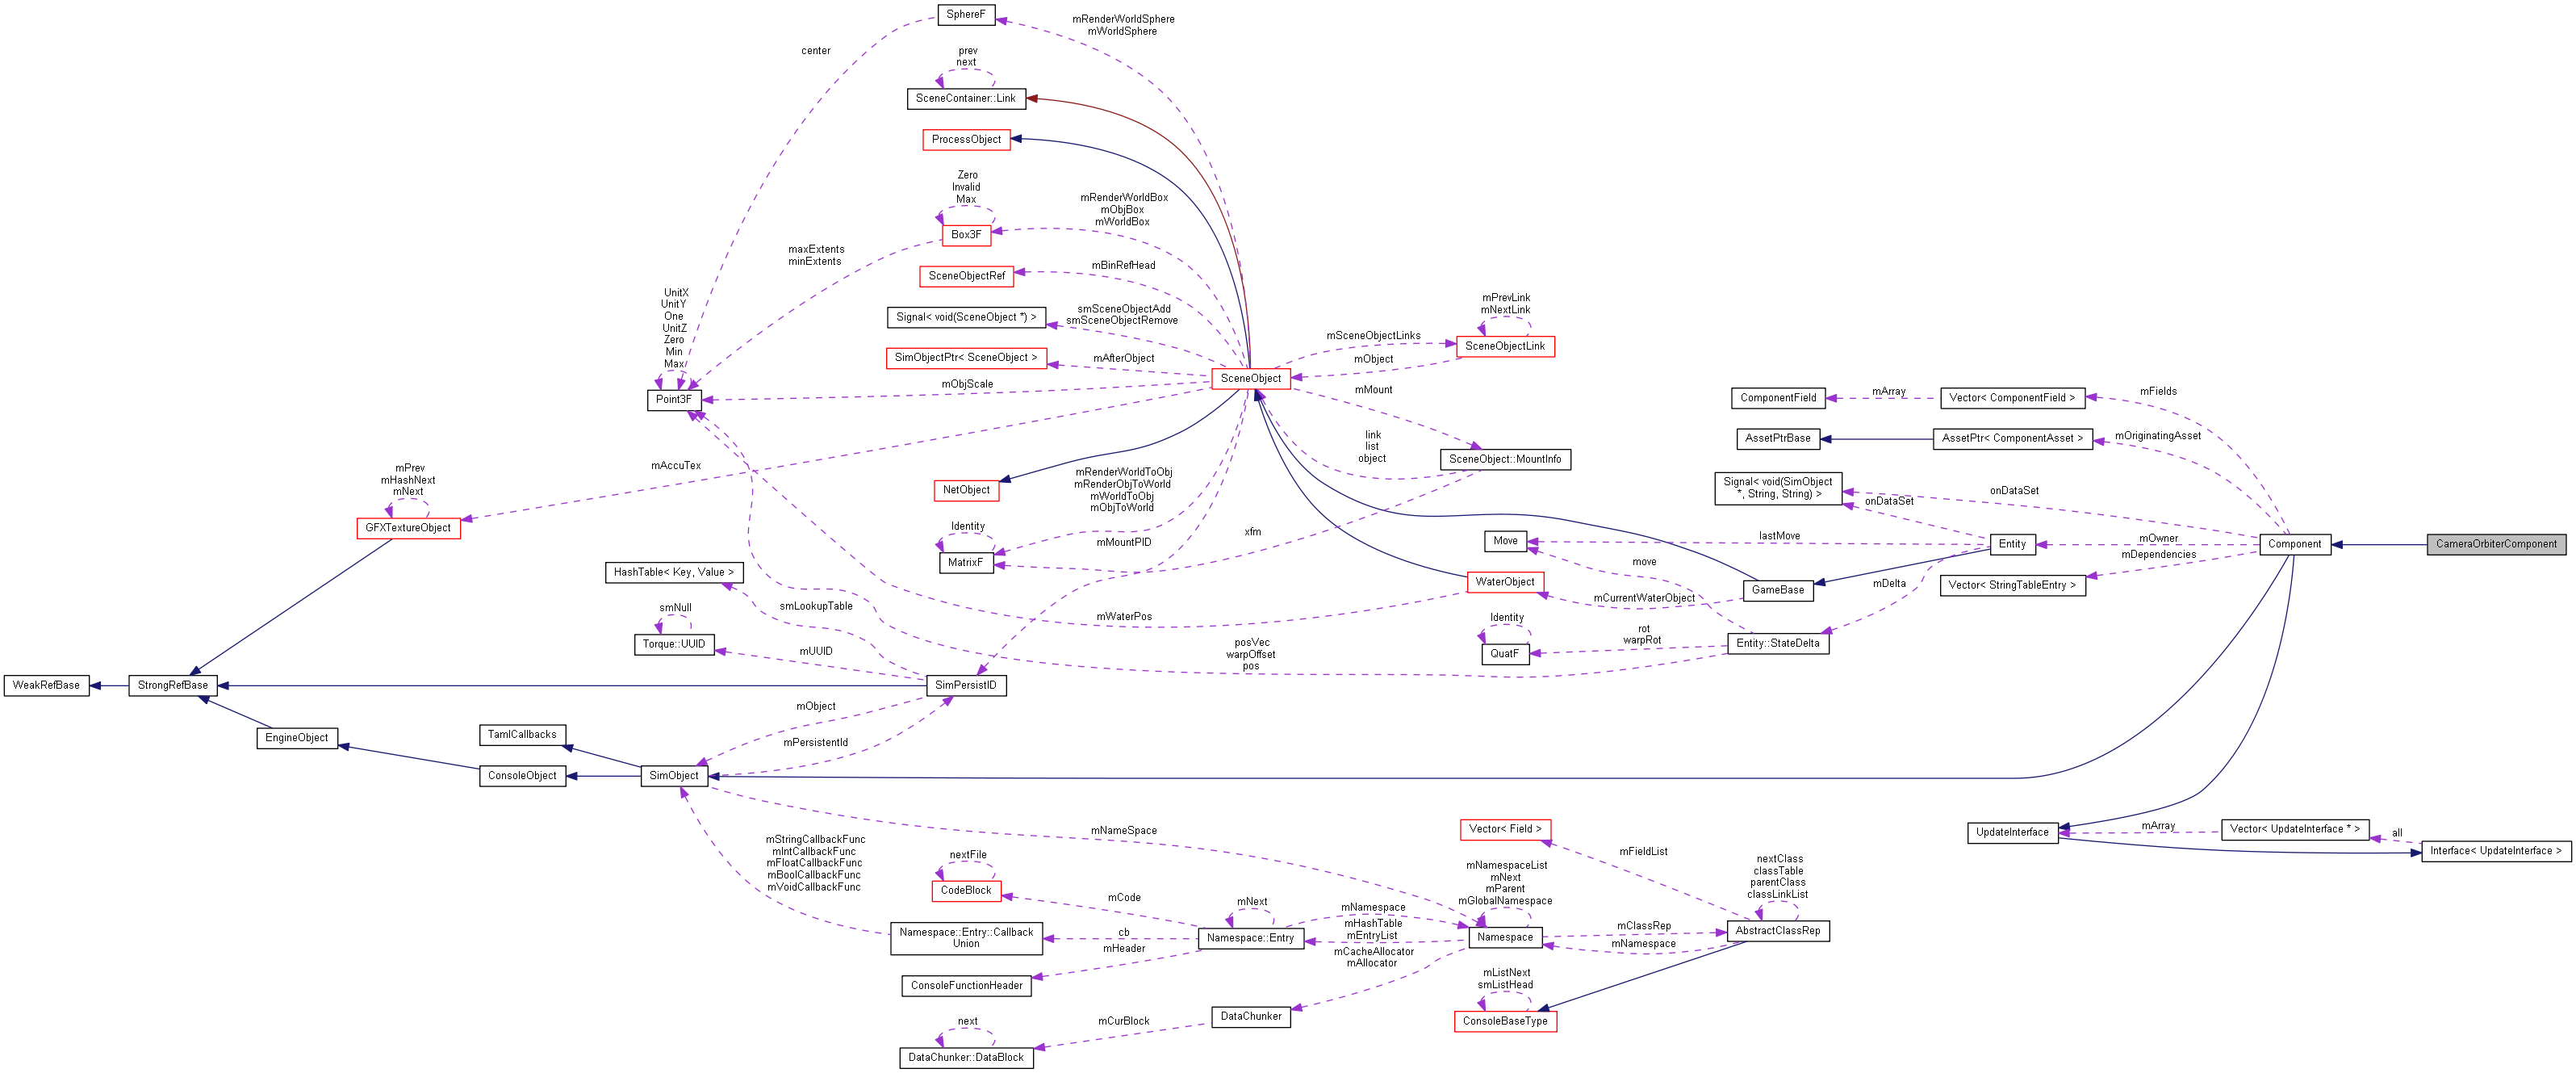 SphereF
mRenderWorldSphere
mWorldSphere
center
prev
next
SceneContainer::Link
ProcessObject
Zero
Invalid
Max
mRenderWorldBox
mObjBox
mWorldBox
Box3F
maxExtents
minExtents
mBinRefHead
SceneObjectRef
UnitX
UnitY
One
UnitZ
Zero
Min
Max
Signal< void(SceneObject *) >
smSceneObjectAdd
smSceneObjectRemove
mPrevLink
mNextLink
mSceneObjectLinks
SceneObjectLink
SimObjectPtr< SceneObject >
mAfterObject
mObject
SceneObject
mObjScale
mMount
Point3F
ComponentField
mArray
Vector< ComponentField >
mFields
link
list
object
AssetPtrBase
AssetPtr< ComponentAsset >
mOriginatingAsset
SceneObject::MountInfo
mAccuTex
mPrev
mHashNext
mNext
mRenderWorldToObj
mRenderObjToWorld
mWorldToObj
mObjToWorld
NetObject
Signal< void(SimObject
*, String, String) >
onDataSet
onDataSet
GFXTextureObject
Identity
xfm
mMountPID
MatrixF
Move
lastMove
Entity
mOwner
mDependencies
Component
CameraOrbiterComponent
move
mDelta
HashTable< Key, Value >
WaterObject
mCurrentWaterObject
GameBase
Vector< StringTableEntry >
smNull
smLookupTable
mWaterPos
Identity
rot
warpRot
Torque::UUID
mUUID
posVec
warpOffset
pos
QuatF
Entity::StateDelta
WeakRefBase
StrongRefBase
SimPersistID
mObject
EngineObject
TamlCallbacks
mPersistentId
ConsoleObject
SimObject
mStringCallbackFunc
mIntCallbackFunc
mFloatCallbackFunc
mBoolCallbackFunc
mVoidCallbackFunc
mNameSpace
Vector< Field >
mFieldList
UpdateInterface
mArray
Vector< UpdateInterface * >
all
Interface< UpdateInterface >
nextFile
CodeBlock
mCode
mNext
mNamespace
mNamespaceList
mNext
mParent
mGlobalNamespace
nextClass
classTable
parentClass
classLinkList
Namespace::Entry::Callback
Union
cb
mHeader
Namespace::Entry
mHashTable
mEntryList
Namespace
mClassRep
mNamespace
AbstractClassRep
mCacheAllocator
mAllocator
ConsoleFunctionHeader
mListNext
smListHead
DataChunker
ConsoleBaseType
next
mCurBlock
DataChunker::DataBlock